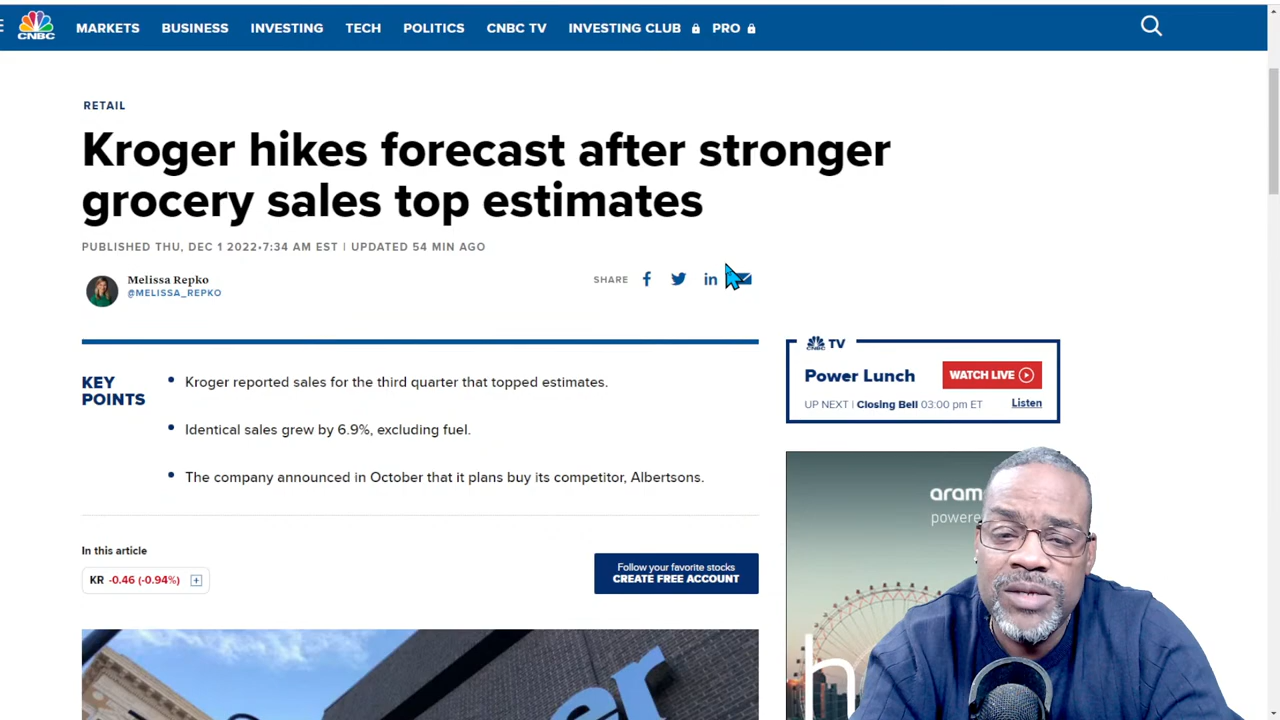 CNBC
MARKETS BUSINESS INVESTING TECH POLITICS CNBC TV INVESTING CLUB PRO
RETAIL
Kroger hikes forecast after stronger
grocery sales top estimates
PUBLISHED THU, DEC 1 2022•7:34 AM EST | UPDATED 54 MIN AGO
Melissa Repko
@MELISSA_REPKO
SHARE f in
KEY
POINTS
Kroger reported sales for the third quarter that topped estimates.
Identical sales grew by 6.9%, excluding fuel.
The company announced in October that it plans buy its competitor, Albertsons.
CNBC TV
Power Lunch
WATCH LIVE
UP NEXT | Closing Bell 03:00 pm ET
Listen
In this article
KR -0.46 (-0.94%) +
Follow your favorite stocks
CREATE FREE ACCOUNT